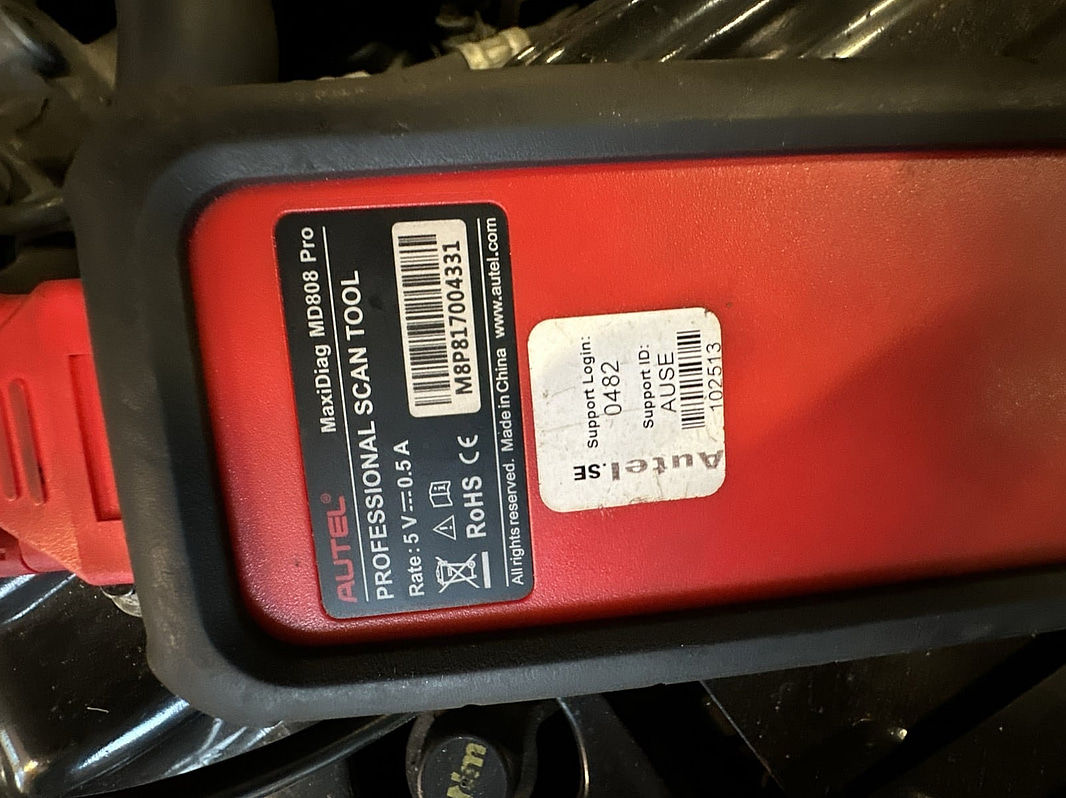 AUTEL® MaxiDiag MD808 Pro
PROFESSIONAL SCAN TOOL
Rate: 5 V⎓0.5 A
M8P817004331
RoHS CE
All rights reserved. Made in China www.autel.com
Support Login:
0482
Support ID:
AUSE
102513
Autel
.SE
Nm